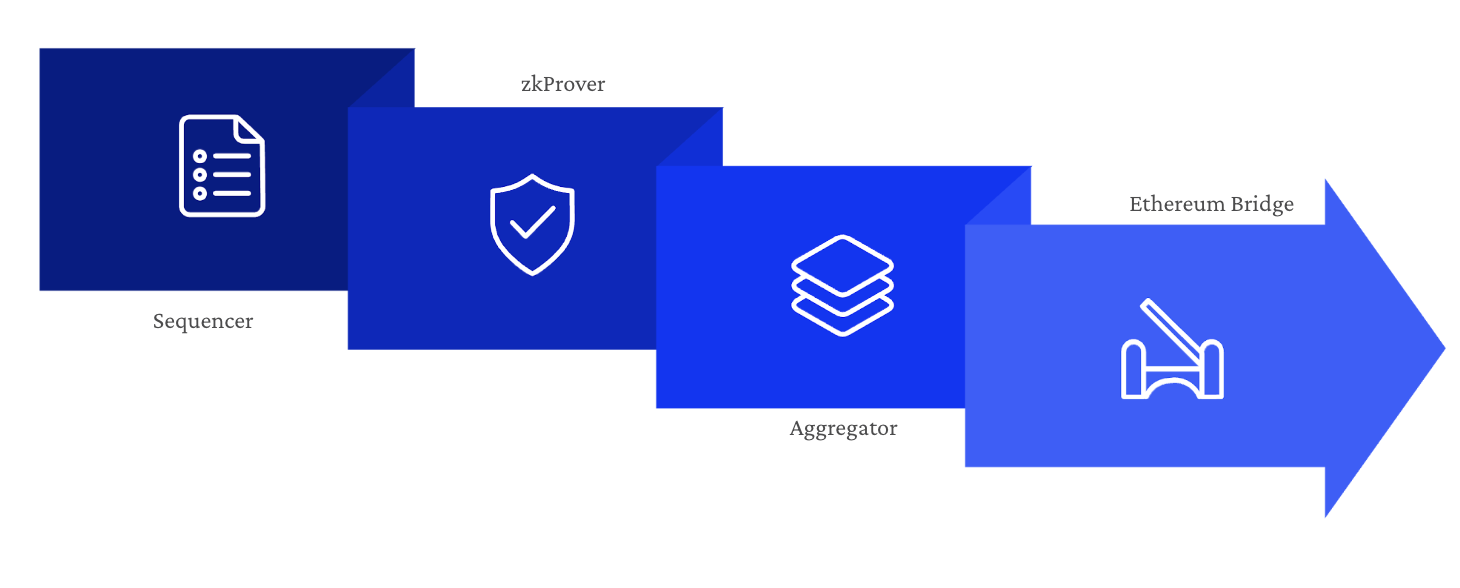 Sequencer
zkProver
Aggregator
Ethereum Bridge